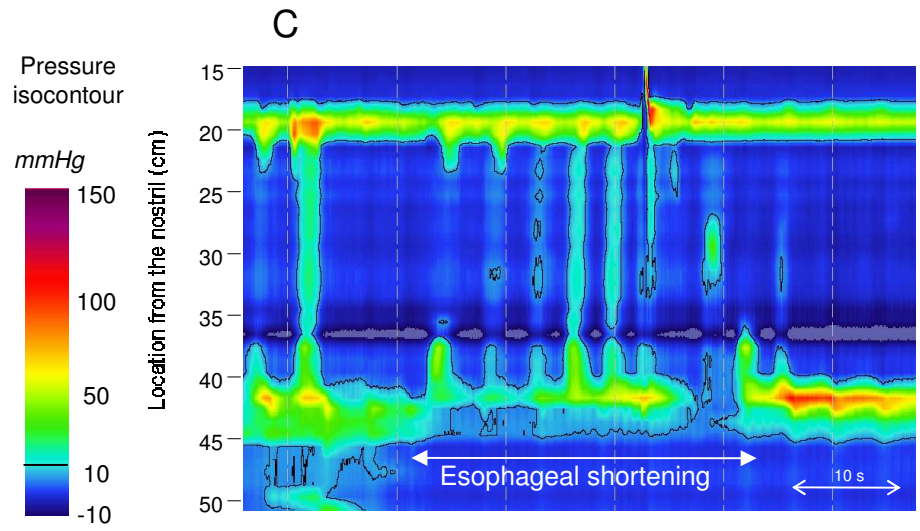 C
Pressure
isocontour
mmHg
150
100
50
10
-10
Location from the nostril (cm)
15
20
25
30
35
40
45
50
Esophageal shortening
10 s